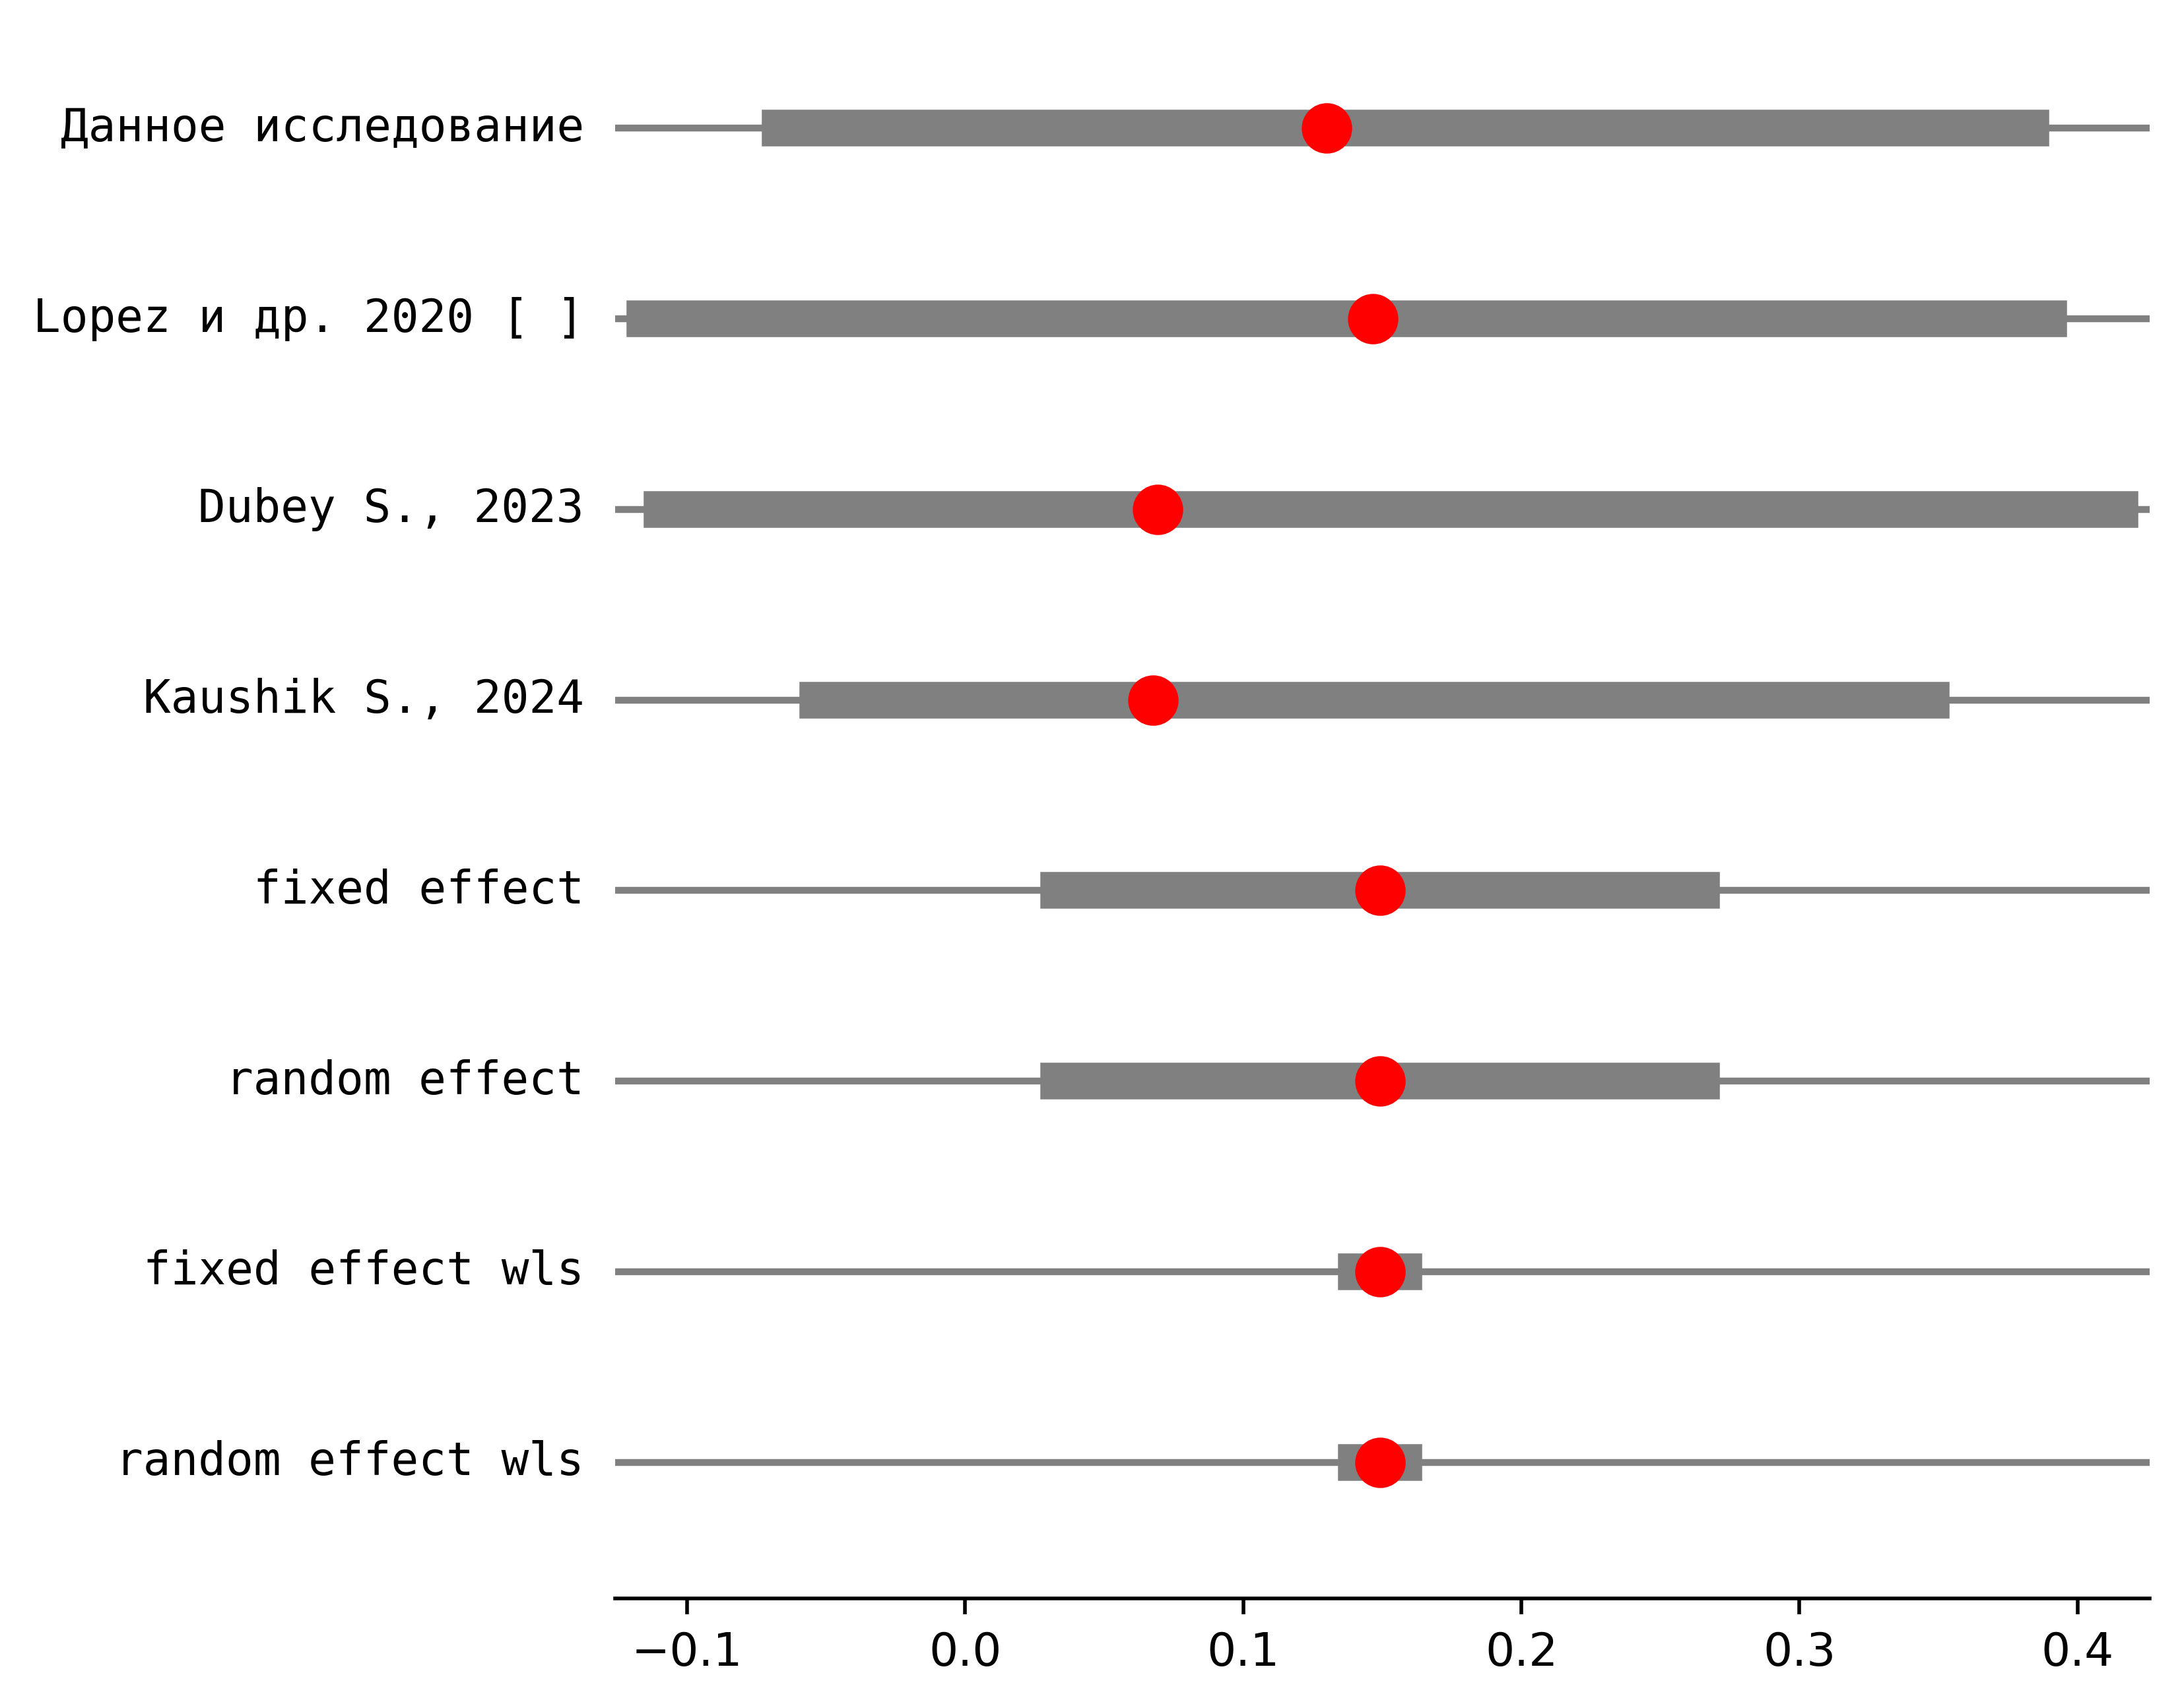 Данное исследование
Lopez и др. 2020 [ ]
Dubey S., 2023
Kaushik S., 2024
fixed effect
random effect
fixed effect wls
random effect wls
−0.1 0.0 0.1 0.2 0.3 0.4